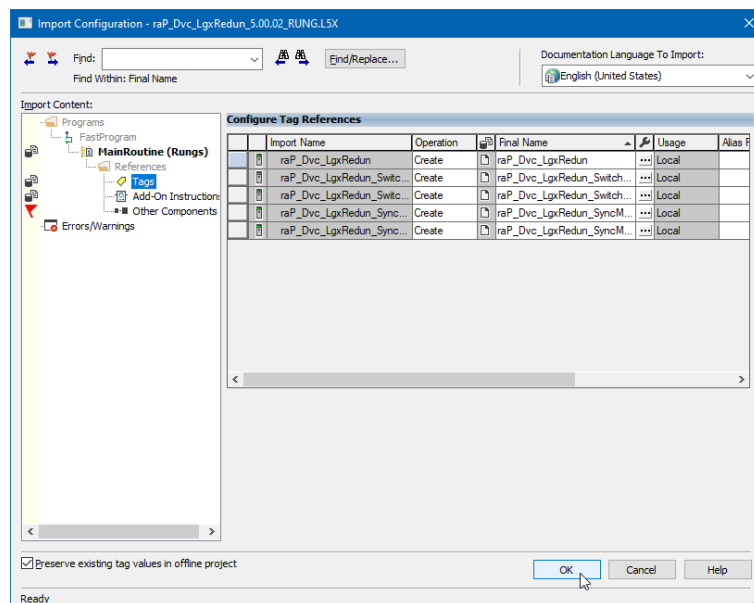 Import Configuration - raP_Dvc_LgxRedun_5.00.02_RUNG.L5X
Find:
Find/Replace...
Find Within: Final Name
Documentation Language To Import:
English (United States)
Import Content:
Programs
FastProgram
MainRoutine (Rungs)
References
Tags
Add-On Instruction
Other Components
Errors/Warnings
Configure Tag References
Import Name Operation Final Name Usage Alias F
raP_Dvc_LgxRedun Create raP_Dvc_LgxRedun ... Local
raP_Dvc_LgxRedun_Switc... Create raP_Dvc_LgxRedun_Switch... ... Local
raP_Dvc_LgxRedun_Switc... Create raP_Dvc_LgxRedun_Switch... ... Local
raP_Dvc_LgxRedun_Sync... Create raP_Dvc_LgxRedun_SyncM... ... Local
raP_Dvc_LgxRedun_Sync... Create raP_Dvc_LgxRedun_SyncM... ... Local
Preserve existing tag values in offline project
OK Cancel Help
Ready